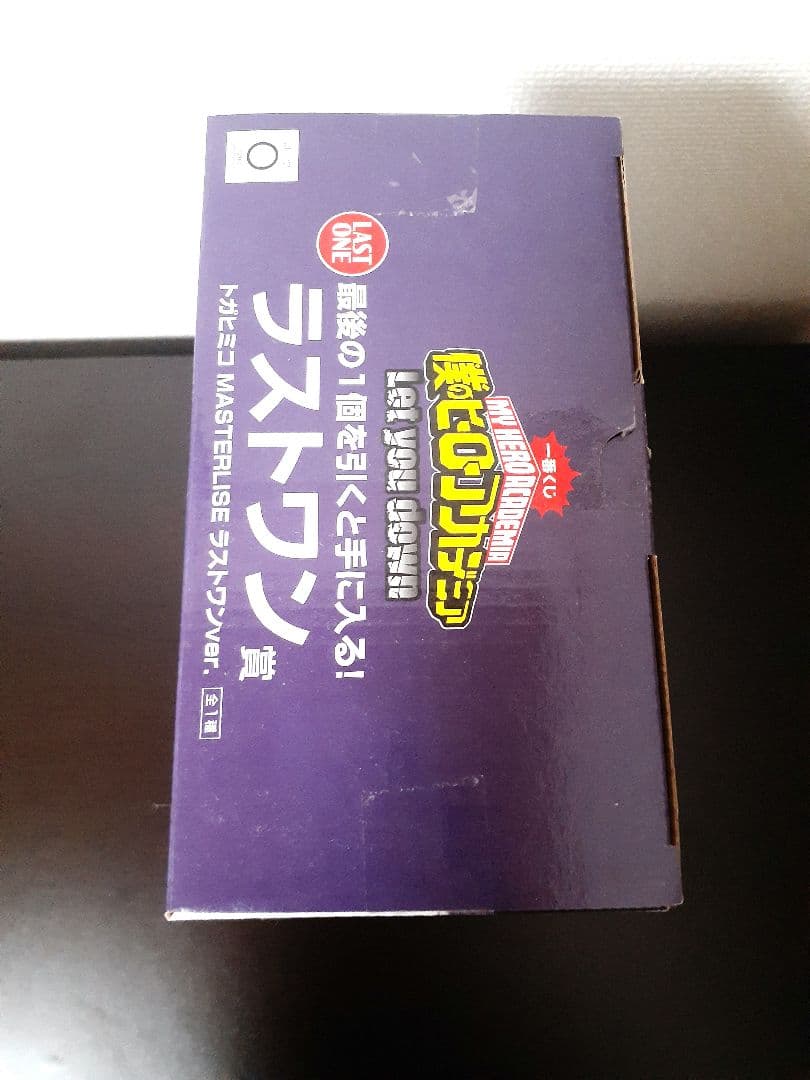 一番くじ
MY HERO ACADEMIA
僕のヒーローアカデミア
Let you down
LAST
ONE
最後の1個を引くと手に入る!
ラストワン賞
トガヒミコ MASTERLISE ラストワンver.
全1種